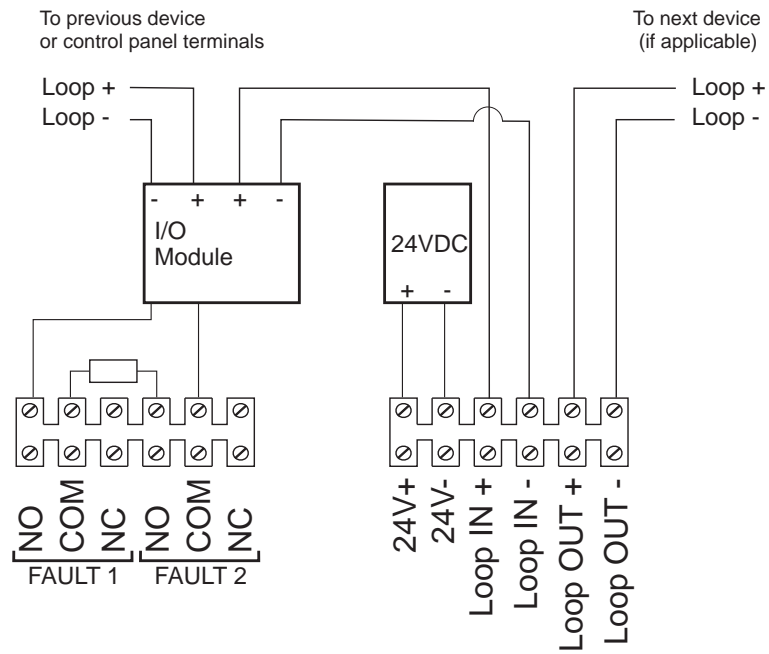 To previous device
or control panel terminals
To next device
(if applicable)
Loop +
Loop -
Loop +
Loop -
- + + -
I/O
Module
24VDC
+ -
NO
COM
NC
NO
COM
NC
FAULT 1
FAULT 2
24V+
24V-
Loop IN +
Loop IN -
Loop OUT +
Loop OUT -